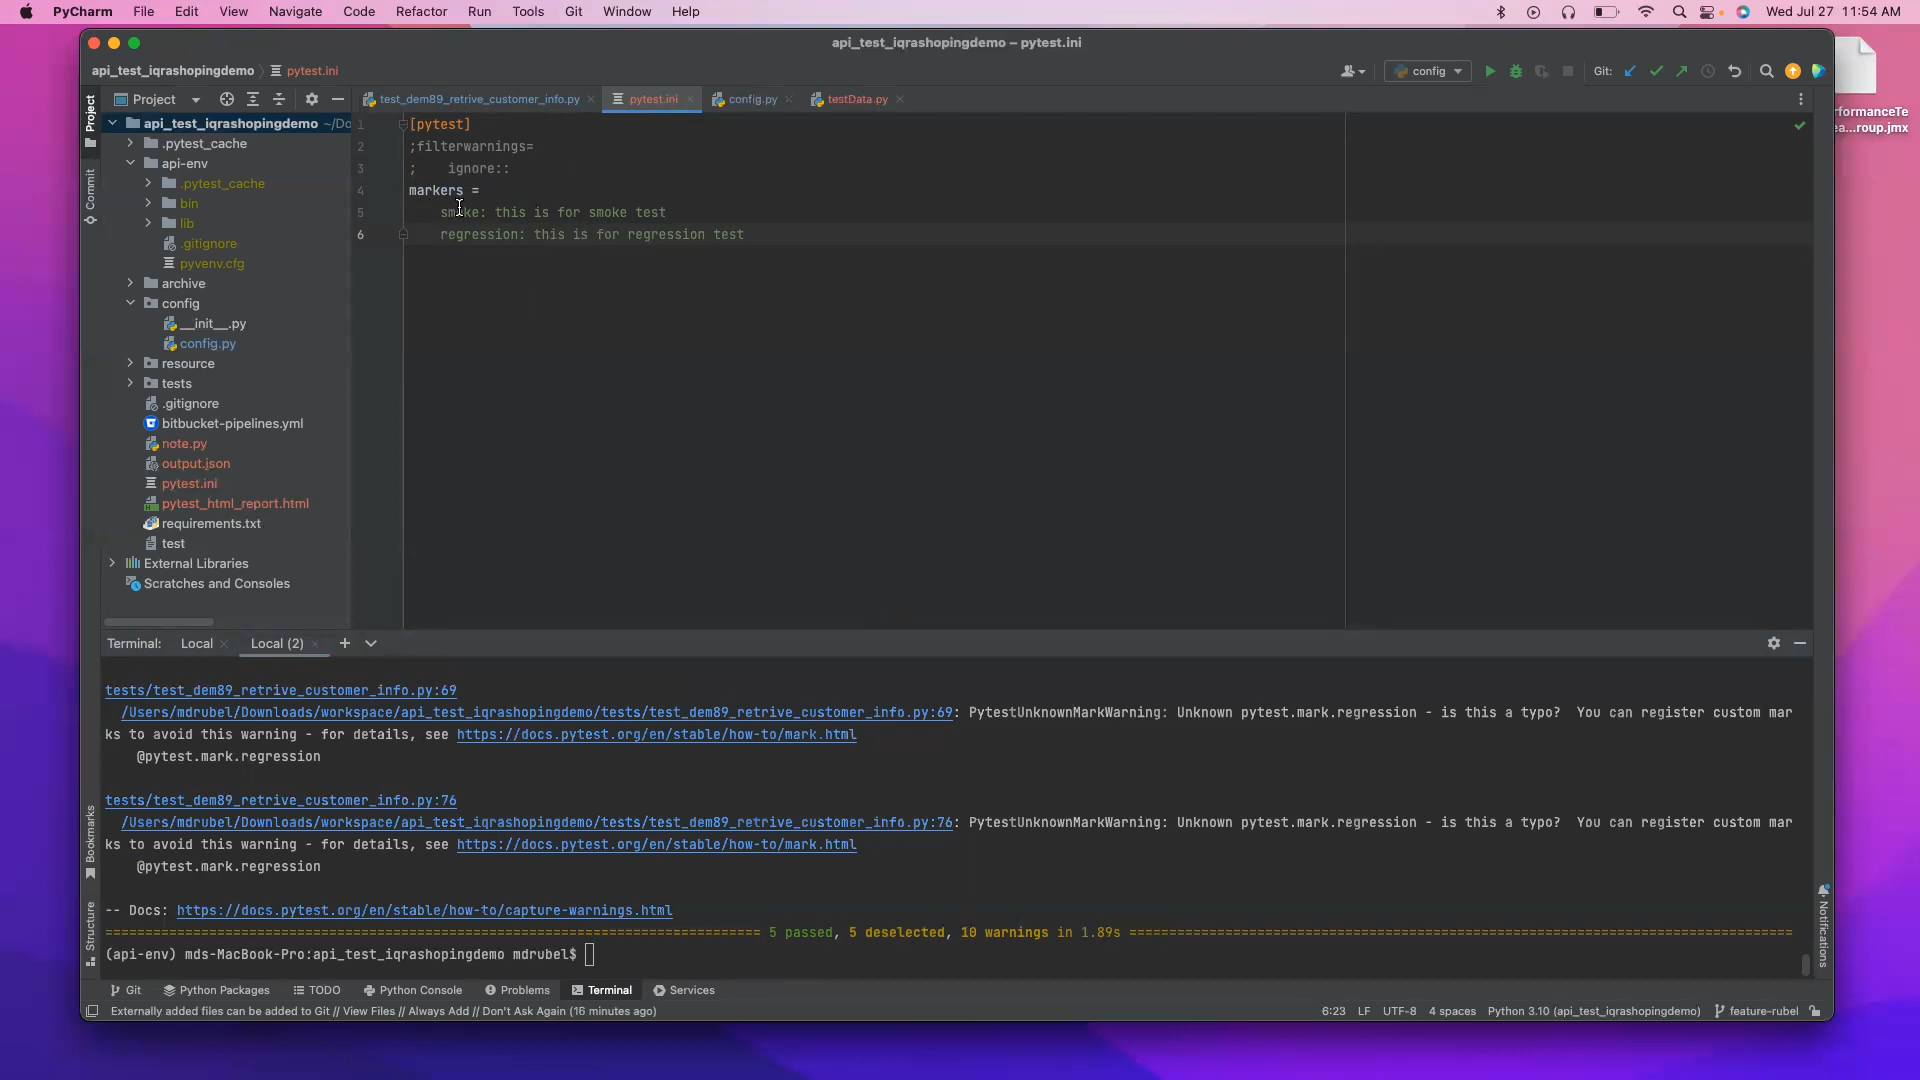 PyCharm File Edit View Navigate Code Refactor Run Tools Git Window Help Wed Jul 27 11:54 AM
api_test_iqrashopingdemo – pytest.ini
api_test_iqrashopingdemo pytest.ini config Git:
Project test_dem89_retrive_customer_info.py pytest.ini config.py testData.py
rformanceTe
ea...roup.jmx
Project
Commit
Bookmarks
Structure
Notifications
api_test_iqrashopingdemo ~/Do
.pytest_cache
api-env
.pytest_cache
bin
lib
.gitignore
pyvenv.cfg
archive
config
__init__.py
config.py
resource
tests
.gitignore
bitbucket-pipelines.yml
note.py
output.json
pytest.ini
pytest_html_report.html
requirements.txt
test
External Libraries
Scratches and Consoles
1 [pytest]
2 ;filterwarnings=
3 ;    ignore::
4 markers =
5 smoke: this is for smoke test
6 regression: this is for regression test
Terminal: Local Local (2)
tests/test_dem89_retrive_customer_info.py:69
/Users/mdrubel/Downloads/workspace/api_test_iqrashopingdemo/tests/test_dem89_retrive_customer_info.py:69: PytestUnknownMarkWarning: Unknown pytest.mark.regression - is this a typo?  You can register custom mar
ks to avoid this warning - for details, see https://docs.pytest.org/en/stable/how-to/mark.html
@pytest.mark.regression
tests/test_dem89_retrive_customer_info.py:76
/Users/mdrubel/Downloads/workspace/api_test_iqrashopingdemo/tests/test_dem89_retrive_customer_info.py:76: PytestUnknownMarkWarning: Unknown pytest.mark.regression - is this a typo?  You can register custom mar
ks to avoid this warning - for details, see https://docs.pytest.org/en/stable/how-to/mark.html
@pytest.mark.regression
-- Docs: https://docs.pytest.org/en/stable/how-to/capture-warnings.html
5 passed, 5 deselected, 10 warnings in 1.89s
(api-env) mds-MacBook-Pro:api_test_iqrashopingdemo mdrubel$
Git Python Packages TODO Python Console Problems Terminal Services
Externally added files can be added to Git // View Files // Always Add // Don't Ask Again (16 minutes ago) 6:23 LF UTF-8 4 spaces Python 3.10 (api_test_iqrashopingdemo) feature-rubel